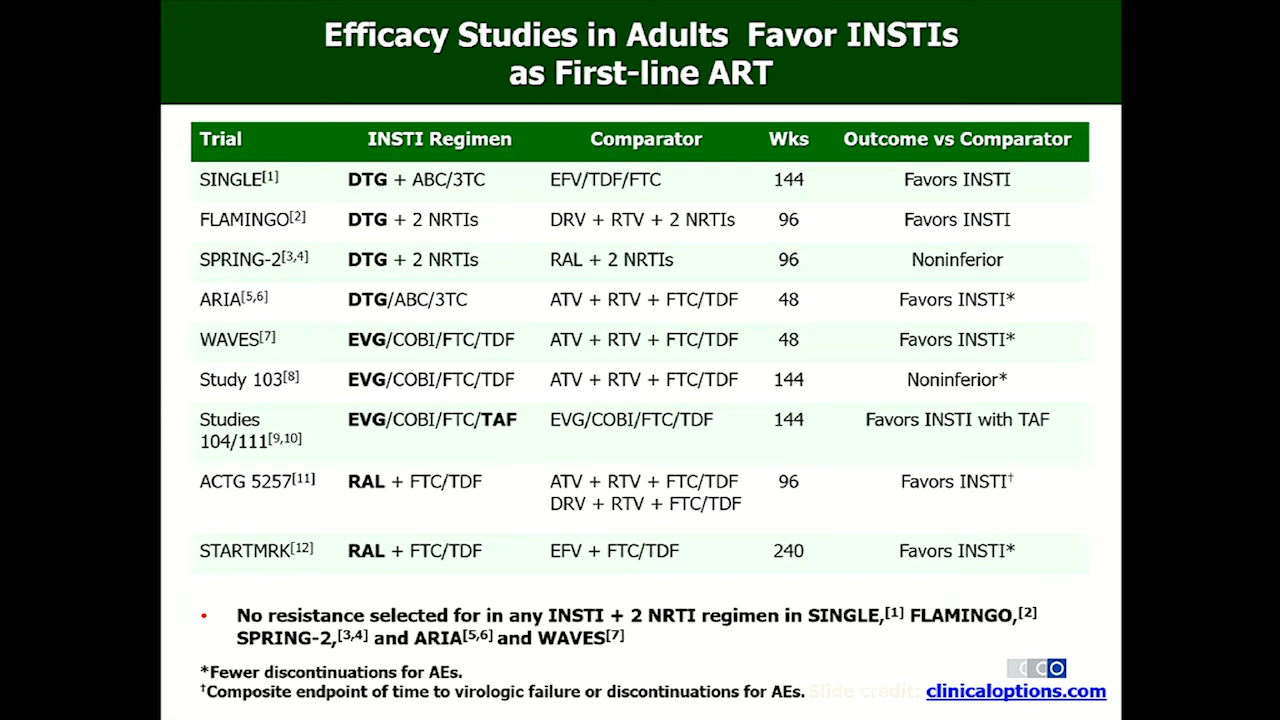 Efficacy Studies in Adults Favor INSTIs
as First-line ART
Trial INSTI Regimen Comparator Wks Outcome vs Comparator
SINGLE[1] DTG + ABC/3TC EFV/TDF/FTC 144 Favors INSTI
FLAMINGO[2] DTG + 2 NRTIs DRV + RTV + 2 NRTIs 96 Favors INSTI
SPRING-2[3,4] DTG + 2 NRTIs RAL + 2 NRTIs 96 Noninferior
ARIA[5,6] DTG/ABC/3TC ATV + RTV + FTC/TDF 48 Favors INSTI*
WAVES[7] EVG/COBI/FTC/TDF ATV + RTV + FTC/TDF 48 Favors INSTI*
Study 103[8] EVG/COBI/FTC/TDF ATV + RTV + FTC/TDF 144 Noninferior*
Studies EVG/COBI/FTC/TAF EVG/COBI/FTC/TDF 144 Favors INSTI with TAF
104/111[9,10]
ACTG 5257[11] RAL + FTC/TDF ATV + RTV + FTC/TDF 96 Favors INSTI†
DRV + RTV + FTC/TDF
STARTMRK[12] RAL + FTC/TDF EFV + FTC/TDF 240 Favors INSTI*
• No resistance selected for in any INSTI + 2 NRTI regimen in SINGLE,[1] FLAMINGO,[2]
SPRING-2,[3,4] and ARIA[5,6] and WAVES[7]
*Fewer discontinuations for AEs.
CCO
†Composite endpoint of time to virologic failure or discontinuations for AEs. Slide credit: clinicaloptions.com